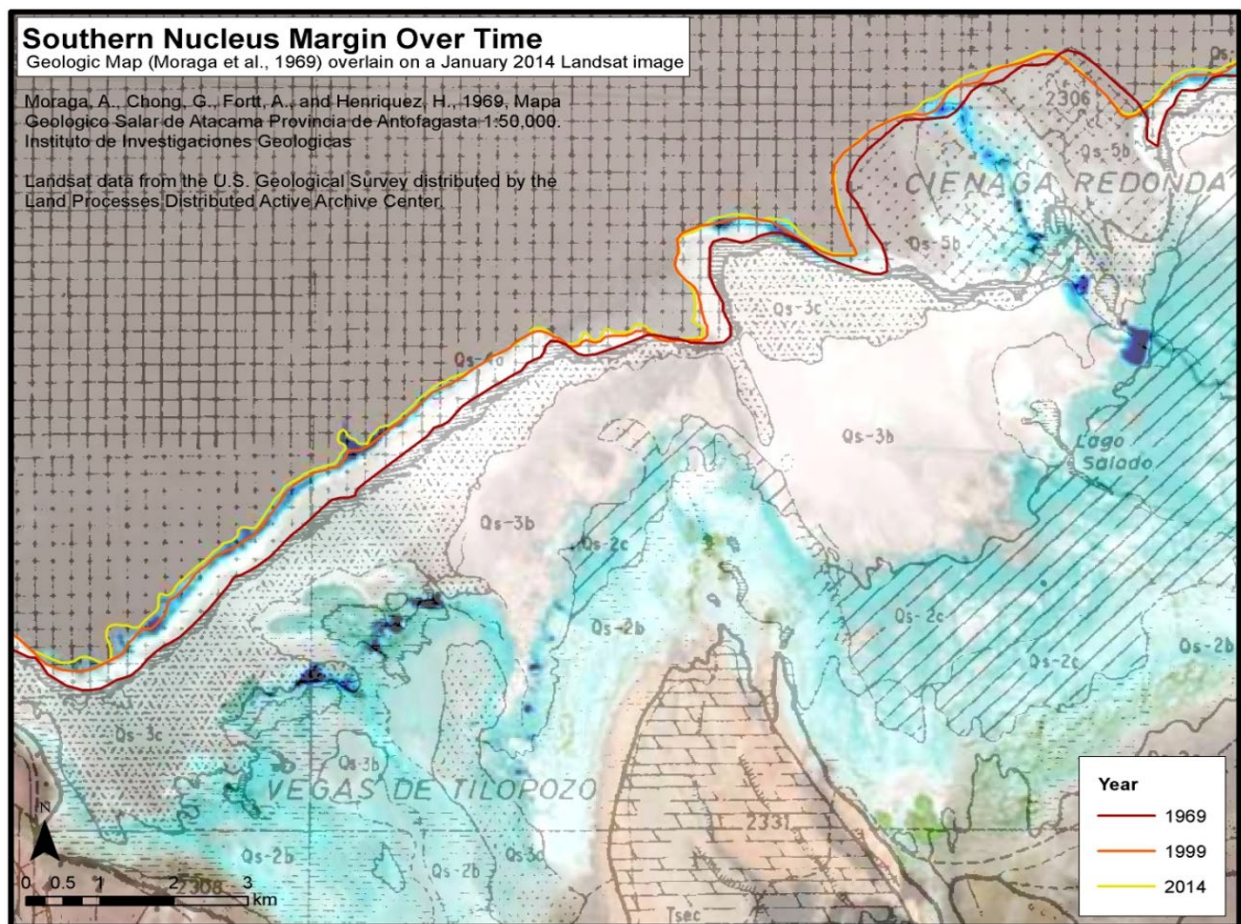 Southern Nucleus Margin Over Time
Geologic Map (Moraga et al., 1969) overlain on a January 2014 Landsat image
Moraga, A., Chong, G., Fortt, A., and Henriquez, H., 1969, Mapa
Geologico Salar de Atacama Provincia de Antofagasta 1:50,000.
Instituto de Investigaciones Geologicas
Landsat data from the U.S. Geological Survey distributed by the
Land Processes Distributed Active Archive Center.
Qs-
2306
Qs-5b
CIENAGA REDONDA
Qs-5b
Qs-3c
Qs-4a
Qs-3b
Lago
Salado
Qs-3b
Qs-2c
Qs-2b
Qs-2c
Qs-2c
Qs-2b
Qs-3c
Qs-3b
VEGAS DE TILOPOZO
2331
Qs-2b
Qs-2b
Qs3c
2308
Tsec
N
0 0.5 1 2 3
km
Year
1969
1999
2014